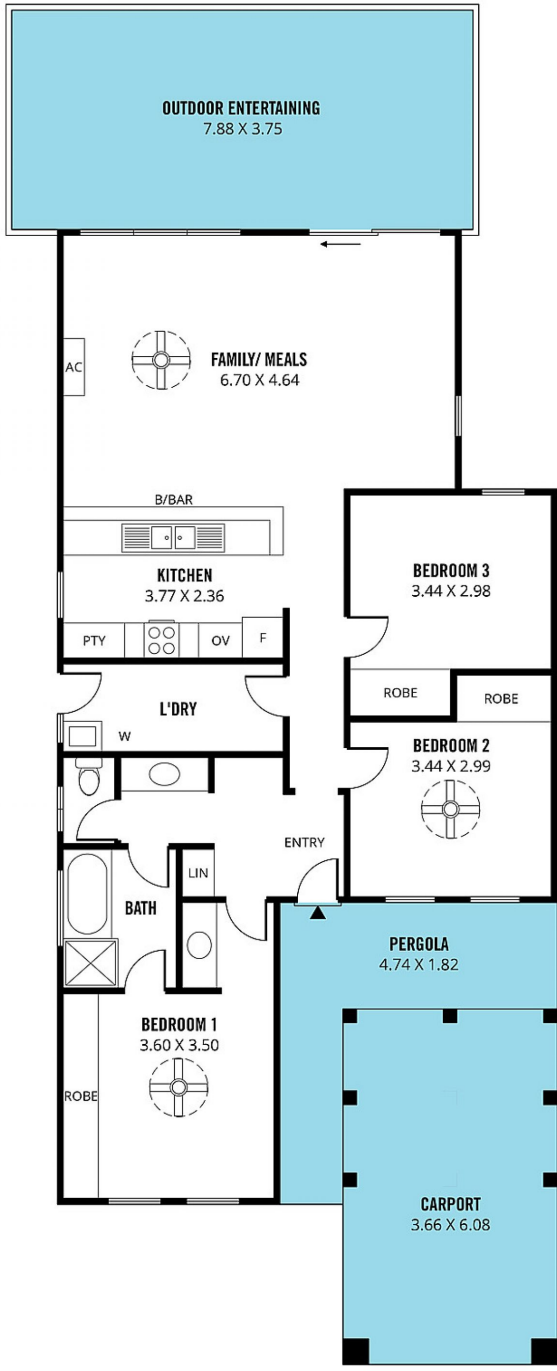 OUTDOOR ENTERTAINING
7.88 X 3.75
AC
FAMILY/ MEALS
6.70 X 4.64
B/BAR
KITCHEN
3.77 X 2.36
PTY
OV
F
BEDROOM 3
3.44 X 2.98
ROBE
ROBE
L'DRY
W
BEDROOM 2
3.44 X 2.99
ENTRY
LIN
BATH
PERGOLA
4.74 X 1.82
BEDROOM 1
3.60 X 3.50
ROBE
CARPORT
3.66 X 6.08